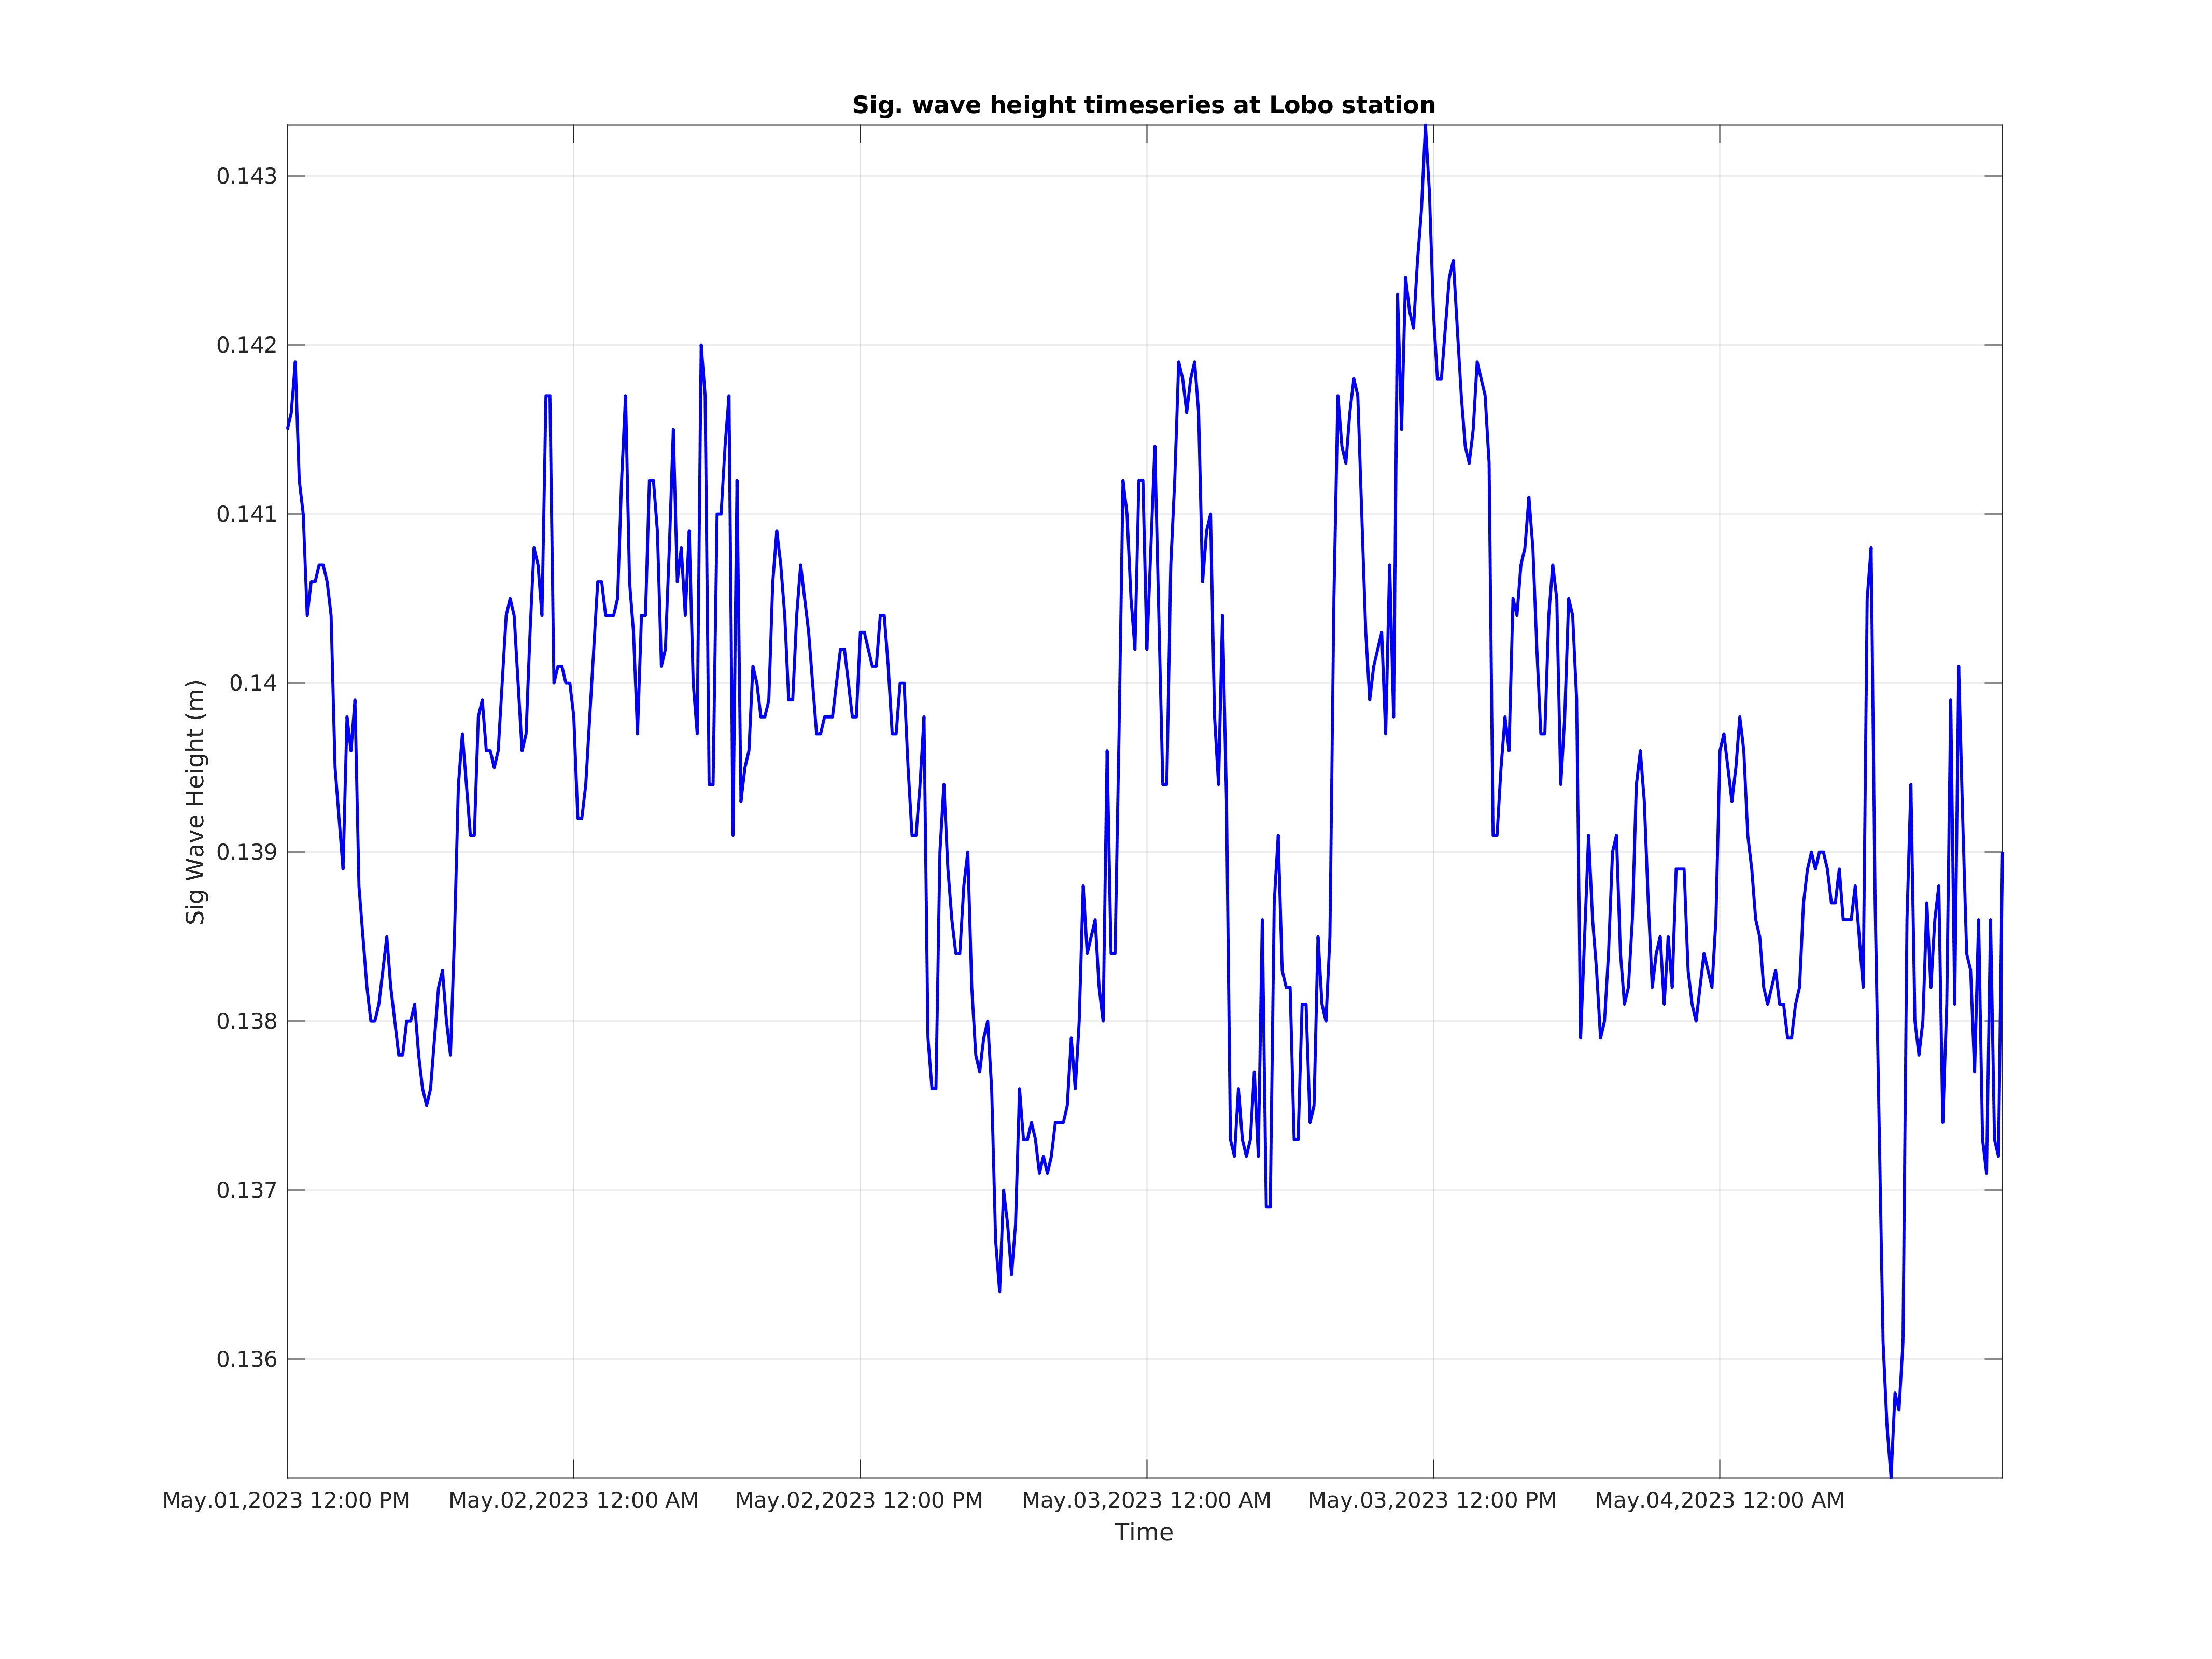 Sig. wave height timeseries at Lobo station
0.143
0.142
0.141
0.14
0.139
0.138
0.137
0.136
Sig Wave Height (m)
May.01,2023 12:00 PM
May.02,2023 12:00 AM
May.02,2023 12:00 PM
May.03,2023 12:00 AM
May.03,2023 12:00 PM
May.04,2023 12:00 AM
Time